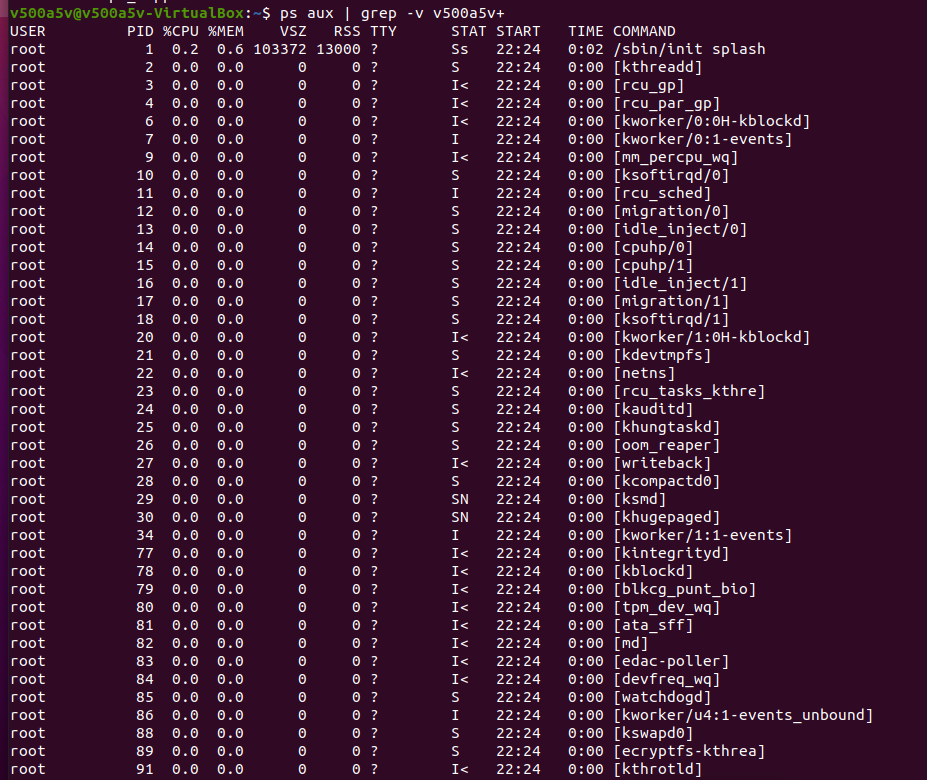 v500a5v@v500a5v-VirtualBox:~$ ps aux | grep -v v500a5v+
USER PID %CPU %MEM VSZ RSS TTY STAT START TIME COMMAND
root 1 0.2 0.6 103372 13000 ? Ss 22:24 0:02 /sbin/init splash
root 2 0.0 0.0 0 0 ? S 22:24 0:00 [kthreadd]
root 3 0.0 0.0 0 0 ? I< 22:24 0:00 [rcu_gp]
root 4 0.0 0.0 0 0 ? I< 22:24 0:00 [rcu_par_gp]
root 6 0.0 0.0 0 0 ? I< 22:24 0:00 [kworker/0:0H-kblockd]
root 7 0.0 0.0 0 0 ? I 22:24 0:00 [kworker/0:1-events]
root 9 0.0 0.0 0 0 ? I< 22:24 0:00 [mm_percpu_wq]
root 10 0.0 0.0 0 0 ? S 22:24 0:00 [ksoftirqd/0]
root 11 0.0 0.0 0 0 ? I 22:24 0:00 [rcu_sched]
root 12 0.0 0.0 0 0 ? S 22:24 0:00 [migration/0]
root 13 0.0 0.0 0 0 ? S 22:24 0:00 [idle_inject/0]
root 14 0.0 0.0 0 0 ? S 22:24 0:00 [cpuhp/0]
root 15 0.0 0.0 0 0 ? S 22:24 0:00 [cpuhp/1]
root 16 0.0 0.0 0 0 ? S 22:24 0:00 [idle_inject/1]
root 17 0.0 0.0 0 0 ? S 22:24 0:00 [migration/1]
root 18 0.0 0.0 0 0 ? S 22:24 0:00 [ksoftirqd/1]
root 20 0.0 0.0 0 0 ? I< 22:24 0:00 [kworker/1:0H-kblockd]
root 21 0.0 0.0 0 0 ? S 22:24 0:00 [kdevtmpfs]
root 22 0.0 0.0 0 0 ? I< 22:24 0:00 [netns]
root 23 0.0 0.0 0 0 ? S 22:24 0:00 [rcu_tasks_kthre]
root 24 0.0 0.0 0 0 ? S 22:24 0:00 [kauditd]
root 25 0.0 0.0 0 0 ? S 22:24 0:00 [khungtaskd]
root 26 0.0 0.0 0 0 ? S 22:24 0:00 [oom_reaper]
root 27 0.0 0.0 0 0 ? I< 22:24 0:00 [writeback]
root 28 0.0 0.0 0 0 ? S 22:24 0:00 [kcompactd0]
root 29 0.0 0.0 0 0 ? SN 22:24 0:00 [ksmd]
root 30 0.0 0.0 0 0 ? SN 22:24 0:00 [khugepaged]
root 34 0.0 0.0 0 0 ? I 22:24 0:00 [kworker/1:1-events]
root 77 0.0 0.0 0 0 ? I< 22:24 0:00 [kintegrityd]
root 78 0.0 0.0 0 0 ? I< 22:24 0:00 [kblockd]
root 79 0.0 0.0 0 0 ? I< 22:24 0:00 [blkcg_punt_bio]
root 80 0.0 0.0 0 0 ? I< 22:24 0:00 [tpm_dev_wq]
root 81 0.0 0.0 0 0 ? I< 22:24 0:00 [ata_sff]
root 82 0.0 0.0 0 0 ? I< 22:24 0:00 [md]
root 83 0.0 0.0 0 0 ? I< 22:24 0:00 [edac-poller]
root 84 0.0 0.0 0 0 ? I< 22:24 0:00 [devfreq_wq]
root 85 0.0 0.0 0 0 ? S 22:24 0:00 [watchdogd]
root 86 0.0 0.0 0 0 ? I 22:24 0:00 [kworker/u4:1-events_unbound]
root 88 0.0 0.0 0 0 ? S 22:24 0:00 [kswapd0]
root 89 0.0 0.0 0 0 ? S 22:24 0:00 [ecryptfs-kthrea]
root 91 0.0 0.0 0 0 ? I< 22:24 0:00 [kthrotld]